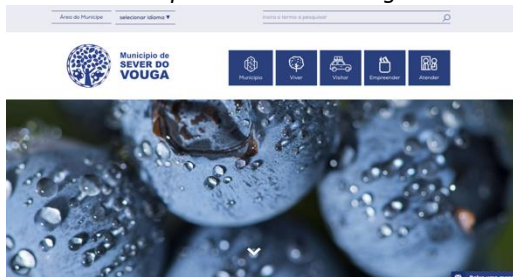 Área do Munícipe
selecionar idioma ▼
insira o termo a pesquisar
Município de
SEVER DO
VOUGA
Município
Viver
Visitar
Empreender
Atender